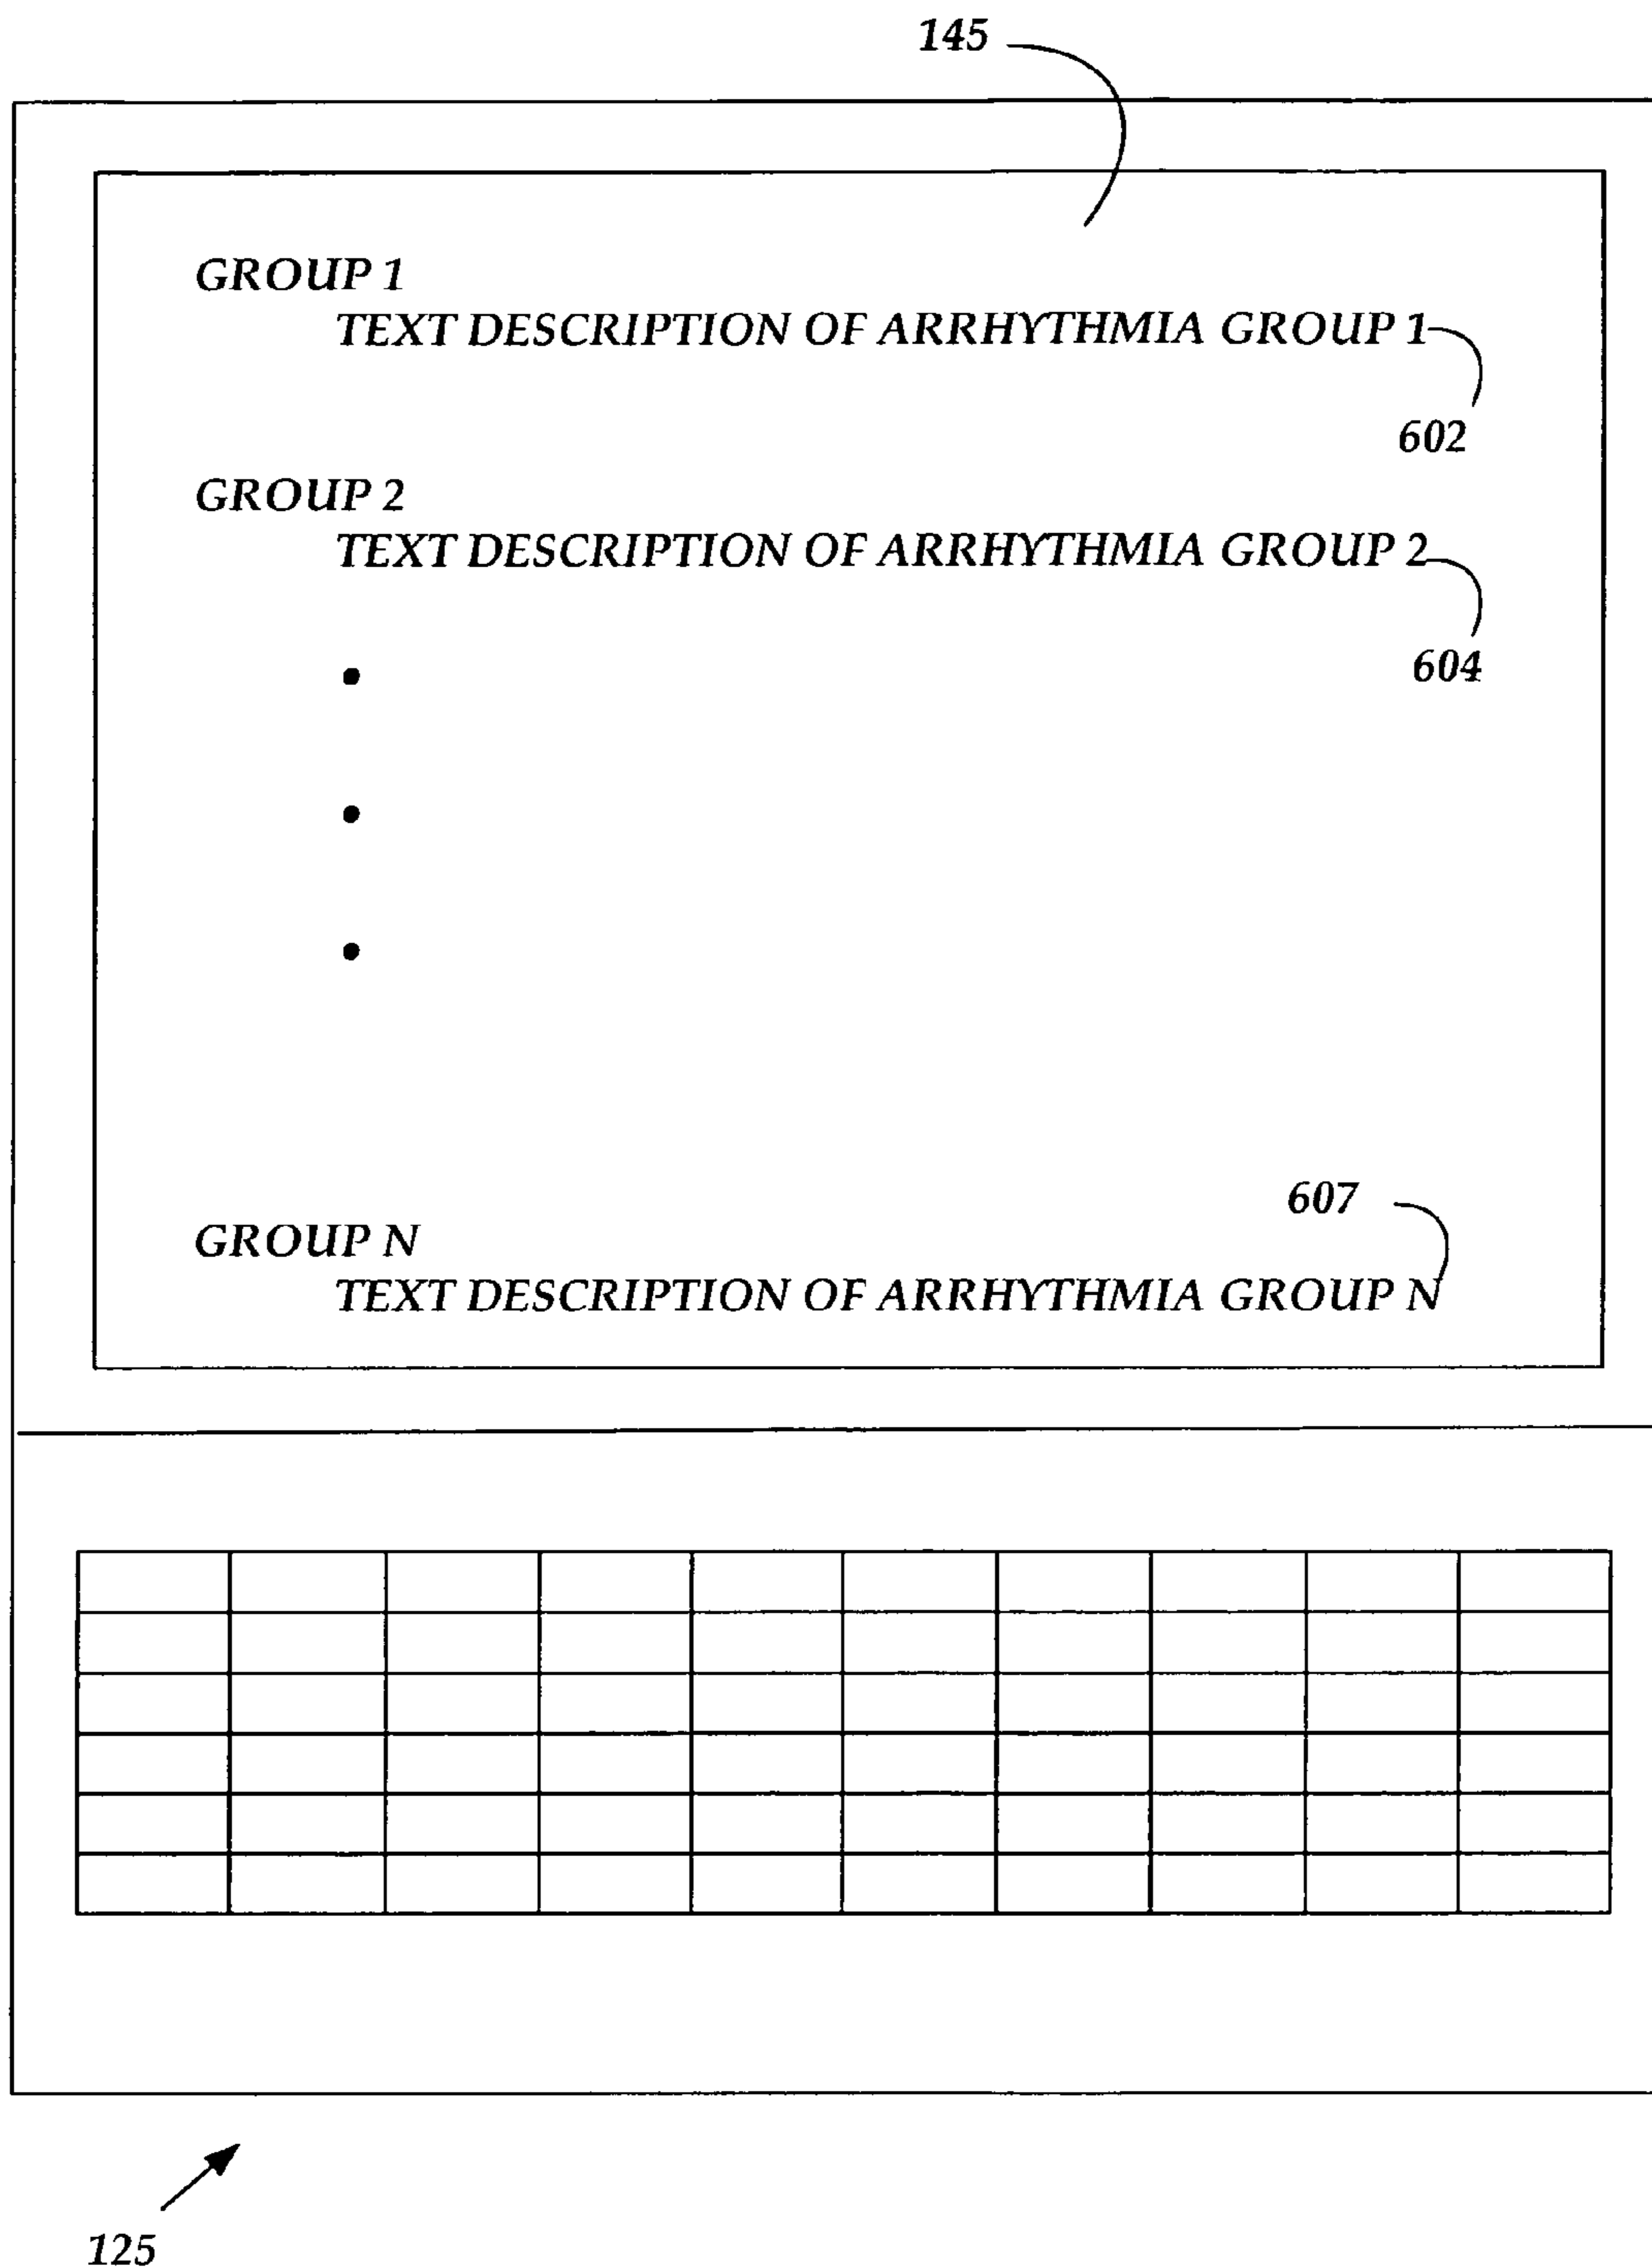 145
GROUP 1
TEXT DESCRIPTION OF ARRHYTHMIA GROUP 1
602
GROUP 2
TEXT DESCRIPTION OF ARRHYTHMIA GROUP 2
604
607
GROUP N
TEXT DESCRIPTION OF ARRHYTHMIA GROUP N
125